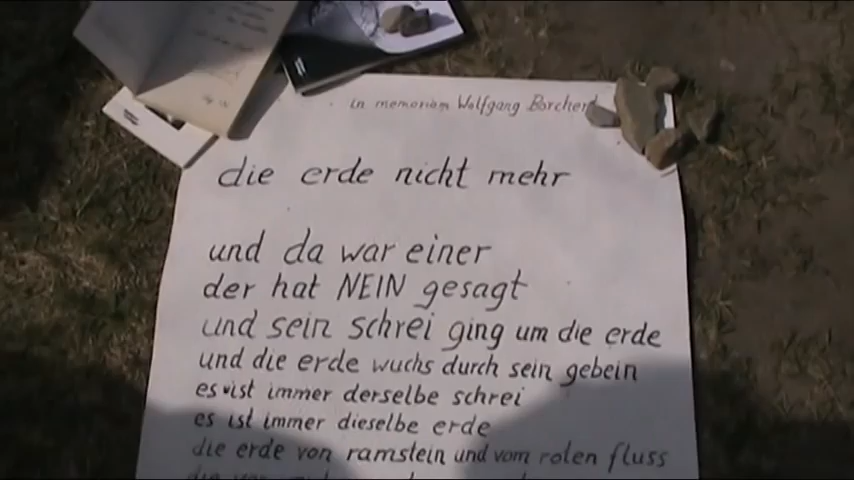 in memoriam Wolfgang Borchert
die erde nicht mehr
und da war einer
der hat NEIN gesagt
und sein schrei ging um die erde
und die erde wuchs durch sein gebein
es ist immer derselbe schrei
es ist immer dieselbe erde
die erde von ramstein und vom roten fluss